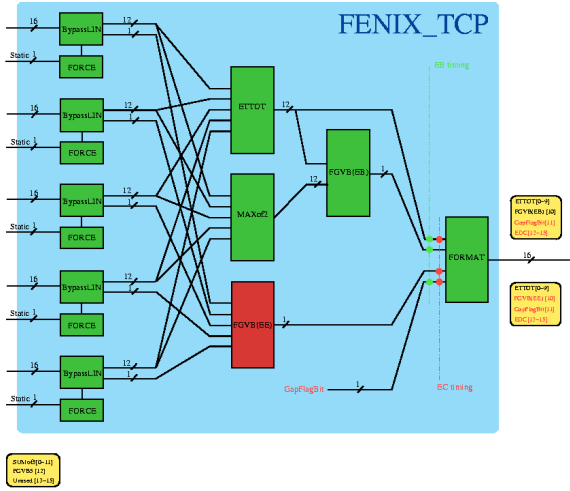 FENIX_TCP
16
BypassLIN
12
1
Static 1
FORCE
16
BypassLIN
12
1
Static 1
FORCE
16
BypassLIN
12
1
Static 1
FORCE
16
BypassLIN
12
1
Static 1
FORCE
16
BypassLIN
12
1
Static 1
FORCE
ETTOT
12
MAXof2
12
FGVB(EB)
1
FGVB(EE)
1
GapFlagBit
1
EB timing
EC timing
FORMAT
16
ETTOT[0-9]
FGVB(EB) [10]
GapFlagBit[11]
EDC[12-15]
ETTOT[0-9]
FGVB(EE) [10]
GapFlagBit[11]
EDC[12-15]
SUMof5[0-11]
FGVB5 [12]
Unused [13-15]